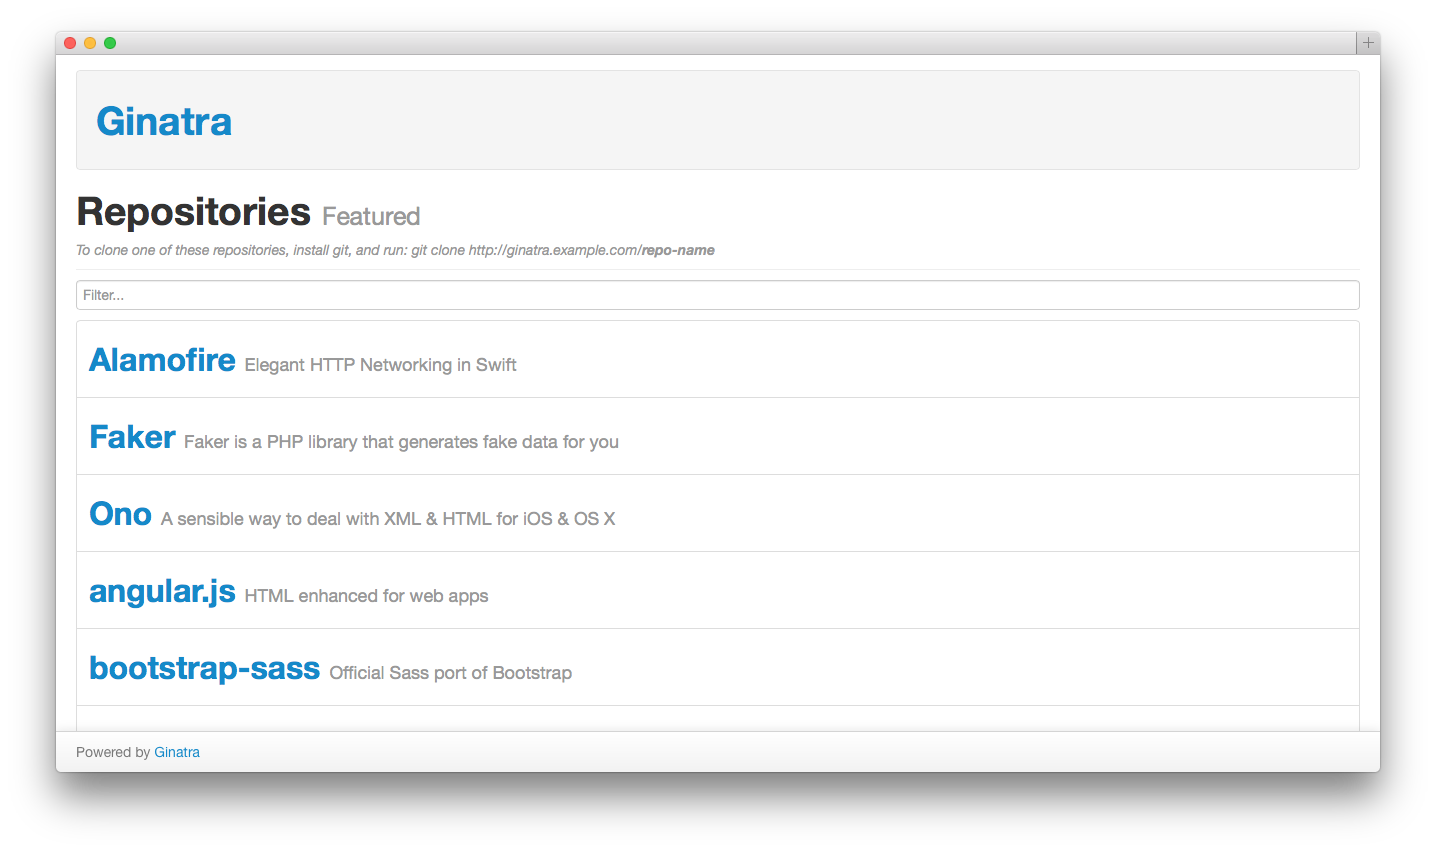 Ginatra
Repositories Featured
To clone one of these repositories, install git, and run: git clone http://ginatra.example.com/repo-name
Filter...
Alamofire Elegant HTTP Networking in Swift
Faker Faker is a PHP library that generates fake data for you
Ono A sensible way to deal with XML & HTML for iOS & OS X
angular.js HTML enhanced for web apps
bootstrap-sass Official Sass port of Bootstrap
Powered by Ginatra